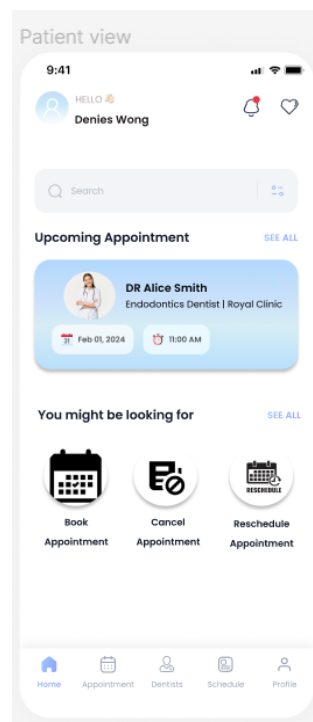 Patient view
9:41
HELLO 👋🏻
Denies Wong
Search
Upcoming Appointment
SEE ALL
DR Alice Smith
Endodontics Dentist | Royal Clinic
31
Feb 01, 2024
11:00 AM
You might be looking for
SEE ALL
RESCHEDULE
Book
Appointment
Cancel
Appointment
Reschedule
Appointment
Home
Appointment
Dentists
Schedule
Profile